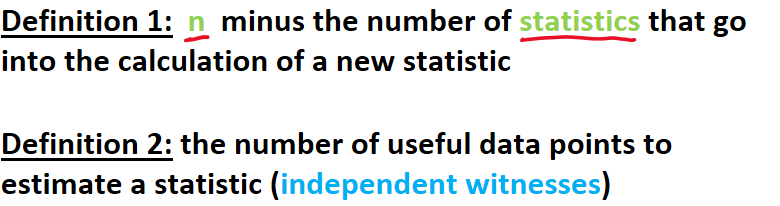 Definition 1: n minus the number of statistics that go
into the calculation of a new statistic
Definition 2: the number of useful data points to
estimate a statistic (independent witnesses)